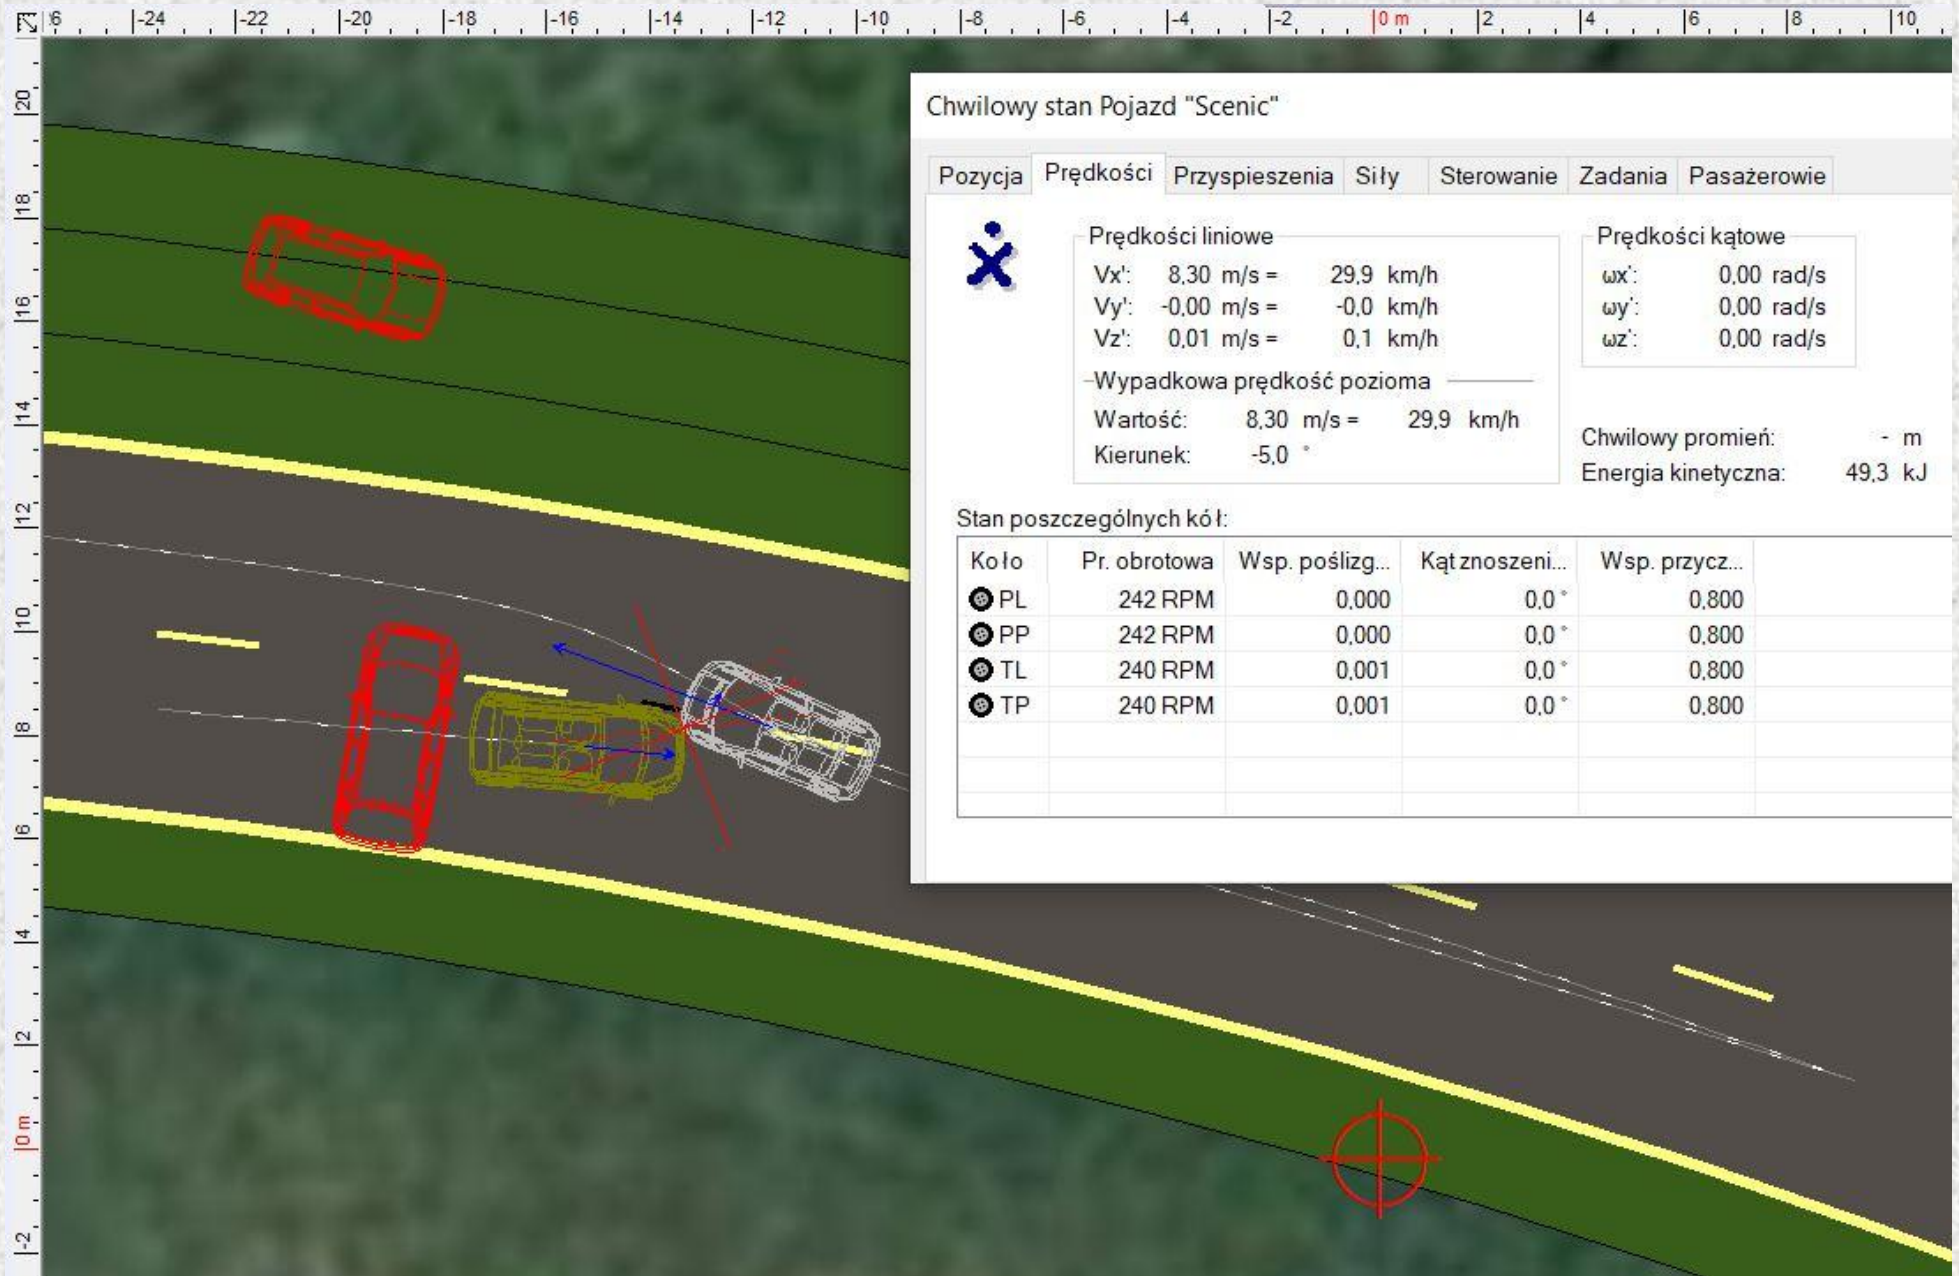 |6 |-24 |-22 |-20 |-18 |-16 |-14 |-12 |-10 |-8 |-6 |-4 |-2 |0 m |2 |4 |6 |8 |10
|20
|18
|16
|14
|12
|10
|8
|6
|4
|2
|0 m
|-2
Chwilowy stan Pojazd "Scenic"
Pozycja Prędkości Przyspieszenia Siły Sterowanie Zadania Pasażerowie
Prędkości liniowe
Vx': 8,30 m/s = 29,9 km/h
Vy': -0,00 m/s = -0,0 km/h
Vz': 0,01 m/s = 0,1 km/h
Wypadkowa prędkość pozioma
Wartość: 8,30 m/s = 29,9 km/h
Kierunek: -5,0 °
Prędkości kątowe
ωx': 0,00 rad/s
ωy': 0,00 rad/s
ωz': 0,00 rad/s
Chwilowy promień: - m
Energia kinetyczna: 49,3 kJ
Stan poszczególnych kół:
Koło Pr. obrotowa Wsp. poślizg... Kąt znoszeni... Wsp. przycz...
PL 242 RPM 0,000 0,0 ° 0,800
PP 242 RPM 0,000 0,0 ° 0,800
TL 240 RPM 0,001 0,0 ° 0,800
TP 240 RPM 0,001 0,0 ° 0,800